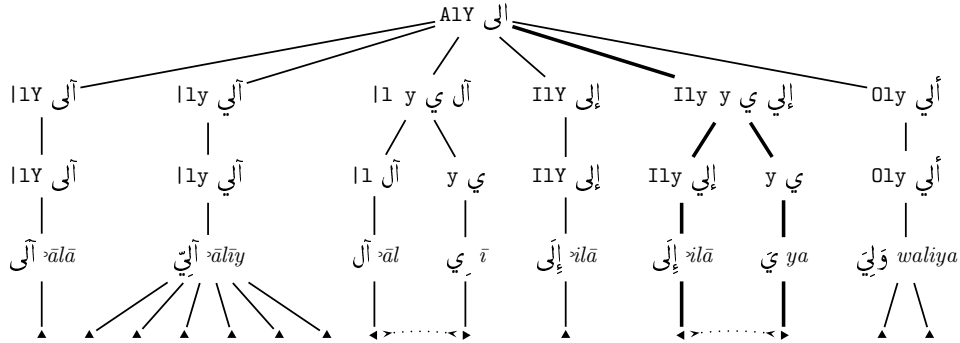 AlY الى
|lY آلى |ly آلي |l y آل ي IlY إلى Ily y إلي ي Oly ألي
|lY آلى |ly آلي |l آل y ي IlY إلى Ily إلي y ي Oly ألي
آلَى ʾālā آلِيّ ʾālīy آل ʾāl ـِي ī إِلَى ʾilā إِلَى ʾilā يَ ya وَلِيَ waliya